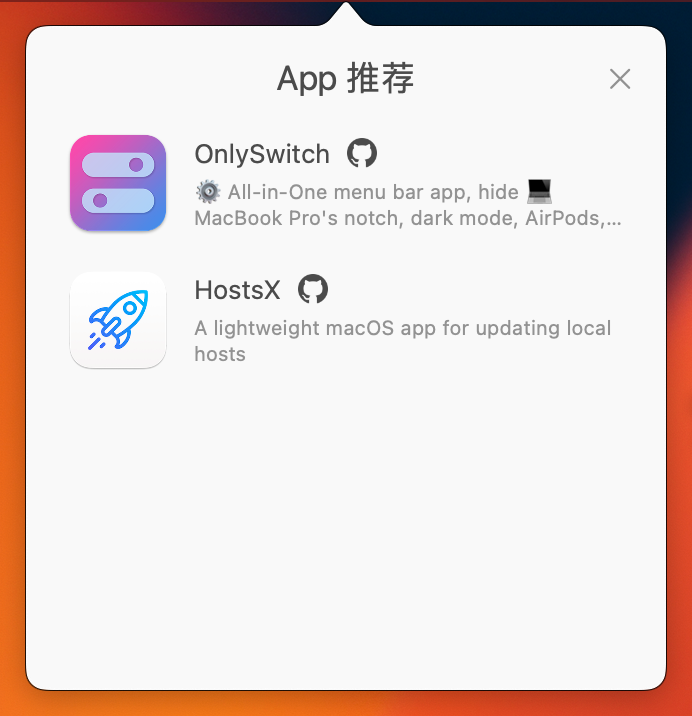 App 推荐
OnlySwitch
⚙️ All-in-One menu bar app, hide 💻
MacBook Pro's notch, dark mode, AirPods,...
HostsX
A lightweight macOS app for updating local
hosts